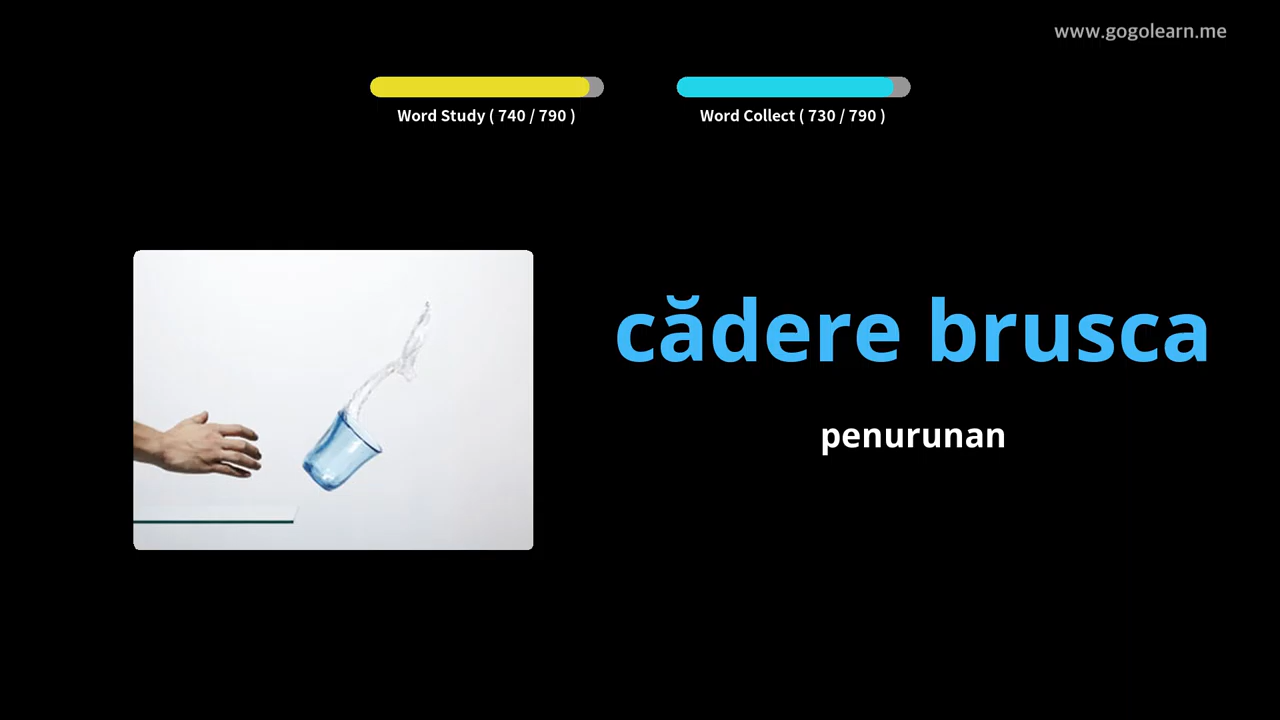 www.gogolearn.me
Word Study ( 740 / 790 )
Word Collect ( 730 / 790 )
cădere brusca
penurunan